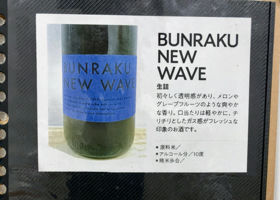 BUNRAKU
NEW WAVE
BUNRAKU
NEW
WAVE
生詰
初々しく透明感があり、メロンや
グレープフルーツのような爽やか
な香り。口当たりは軽やかに、チ
リチリとしたガス感がフレッシュな
印象のお酒です。
● 原料米／
● アルコール分／10度
● 精米歩合／